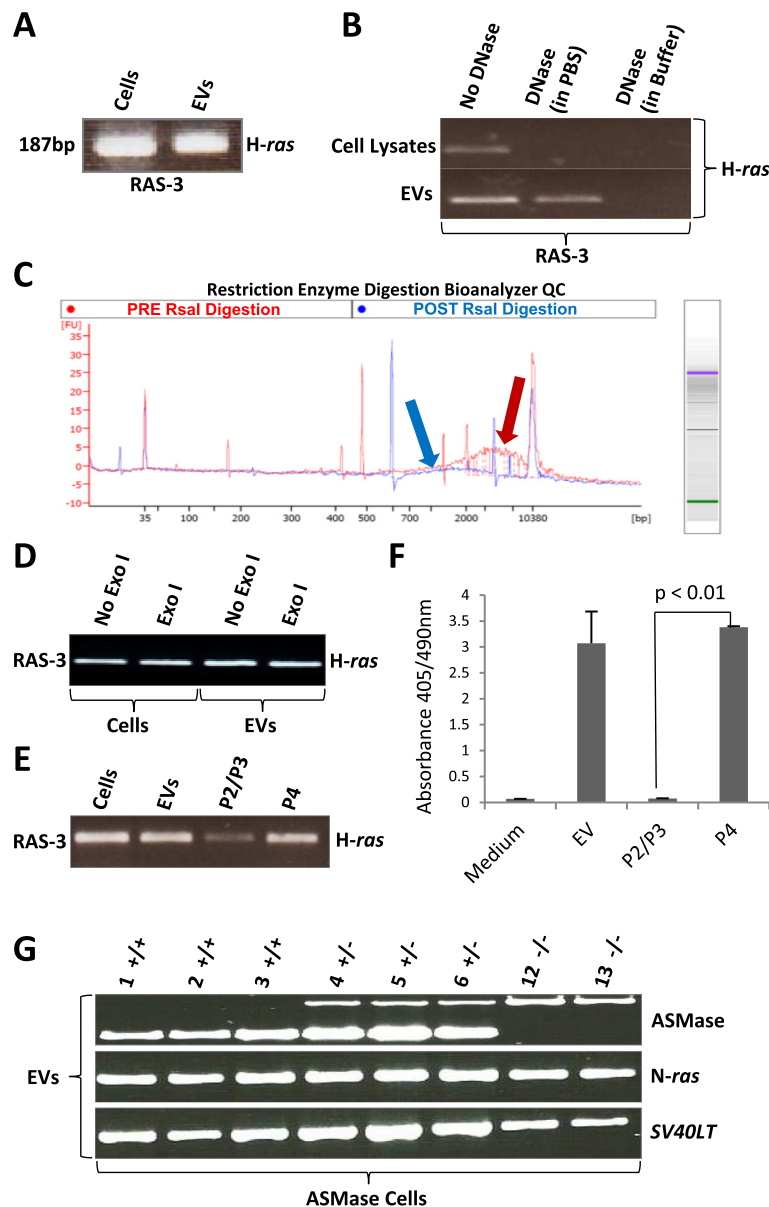 A
Cells
EVs
187bp
H-ras
RAS-3
B
No DNase
DNase
(in PBS)
DNase
(in Buffer)
Cell Lysates
EVs
H-ras
RAS-3
C
Restriction Enzyme Digestion Bioanalyzer QC
PRE RsaI Digestion
POST RsaI Digestion
[FU]
35
30
25
20
15
10
5
0
-5
-10
35 100 200 300 400 500 700 2000 10380 [bp]
D
No Exo I
Exo I
No Exo I
Exo I
RAS-3
H-ras
Cells
EVs
E
Cells
EVs
P2/P3
P4
RAS-3
H-ras
F
p < 0.01
Absorbance 405/490nm
4
3.5
3
2.5
2
1.5
1
0.5
0
Medium
EV
P2/P3
P4
G
1 +/+
2 +/+
3 +/+
4 +/-
5 +/-
6 +/-
12 -/-
13 -/-
ASMase
EVs
N-ras
SV40LT
ASMase Cells